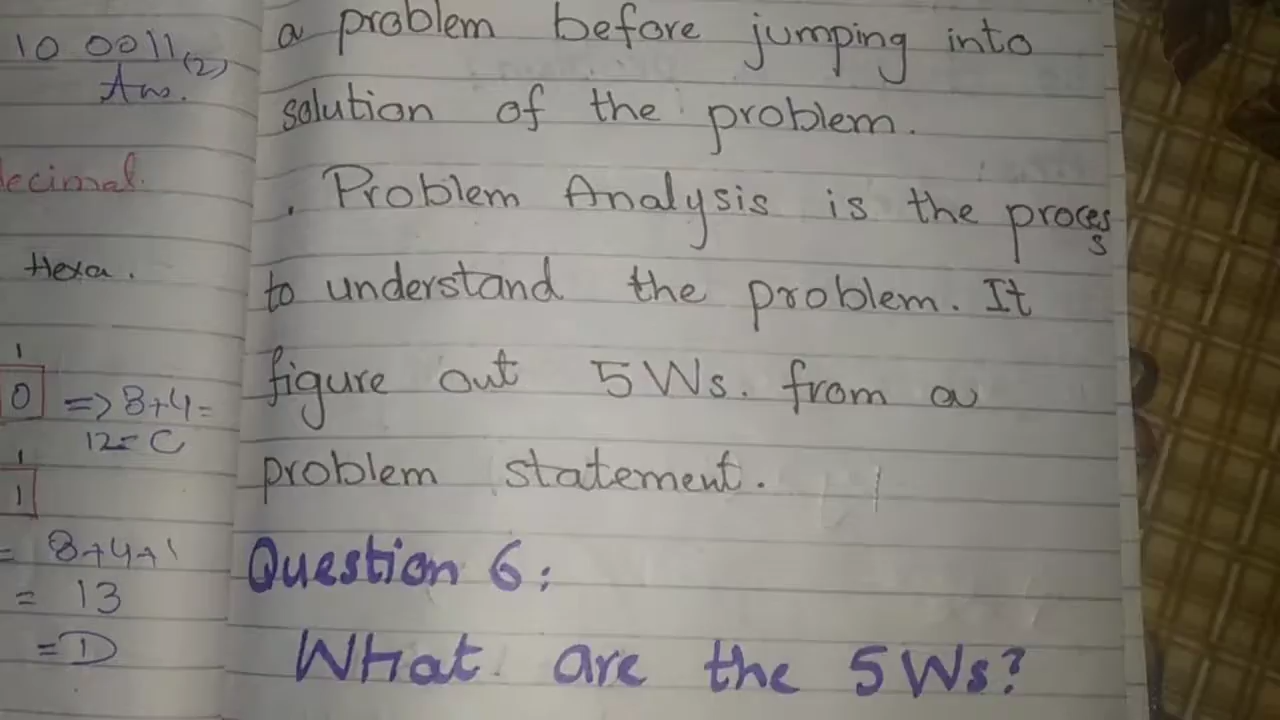 10 0011(2)
Ans.
decimal.
Hexa.
1
0 => 8+4=
12=C
1
1
= 8+4+1
= 13
=D
a problem before jumping into
solution of the problem.
. Problem Analysis is the proces
s
to understand the problem. It
figure out 5Ws. from a
problem statement.
Question 6:
What are the 5Ws?